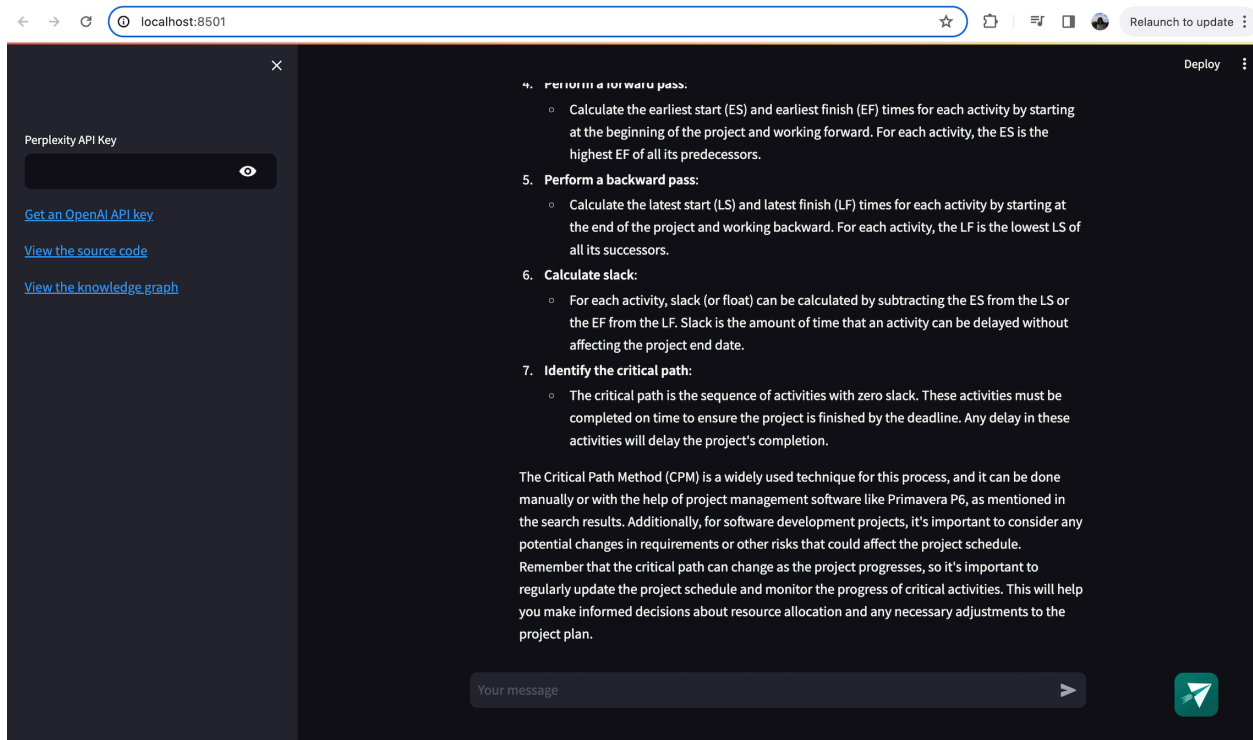 localhost:8501
Relaunch to update
Deploy
Perplexity API Key
Get an OpenAI API key
View the source code
View the knowledge graph
4. Perform a forward pass:
Calculate the earliest start (ES) and earliest finish (EF) times for each activity by starting
at the beginning of the project and working forward. For each activity, the ES is the
highest EF of all its predecessors.
5. Perform a backward pass:
Calculate the latest start (LS) and latest finish (LF) times for each activity by starting at
the end of the project and working backward. For each activity, the LF is the lowest LS of
all its successors.
6. Calculate slack:
For each activity, slack (or float) can be calculated by subtracting the ES from the LS or
the EF from the LF. Slack is the amount of time that an activity can be delayed without
affecting the project end date.
7. Identify the critical path:
The critical path is the sequence of activities with zero slack. These activities must be
completed on time to ensure the project is finished by the deadline. Any delay in these
activities will delay the project's completion.
The Critical Path Method (CPM) is a widely used technique for this process, and it can be done
manually or with the help of project management software like Primavera P6, as mentioned in
the search results. Additionally, for software development projects, it's important to consider any
potential changes in requirements or other risks that could affect the project schedule.
Remember that the critical path can change as the project progresses, so it's important to
regularly update the project schedule and monitor the progress of critical activities. This will help
you make informed decisions about resource allocation and any necessary adjustments to the
project plan.
Your message